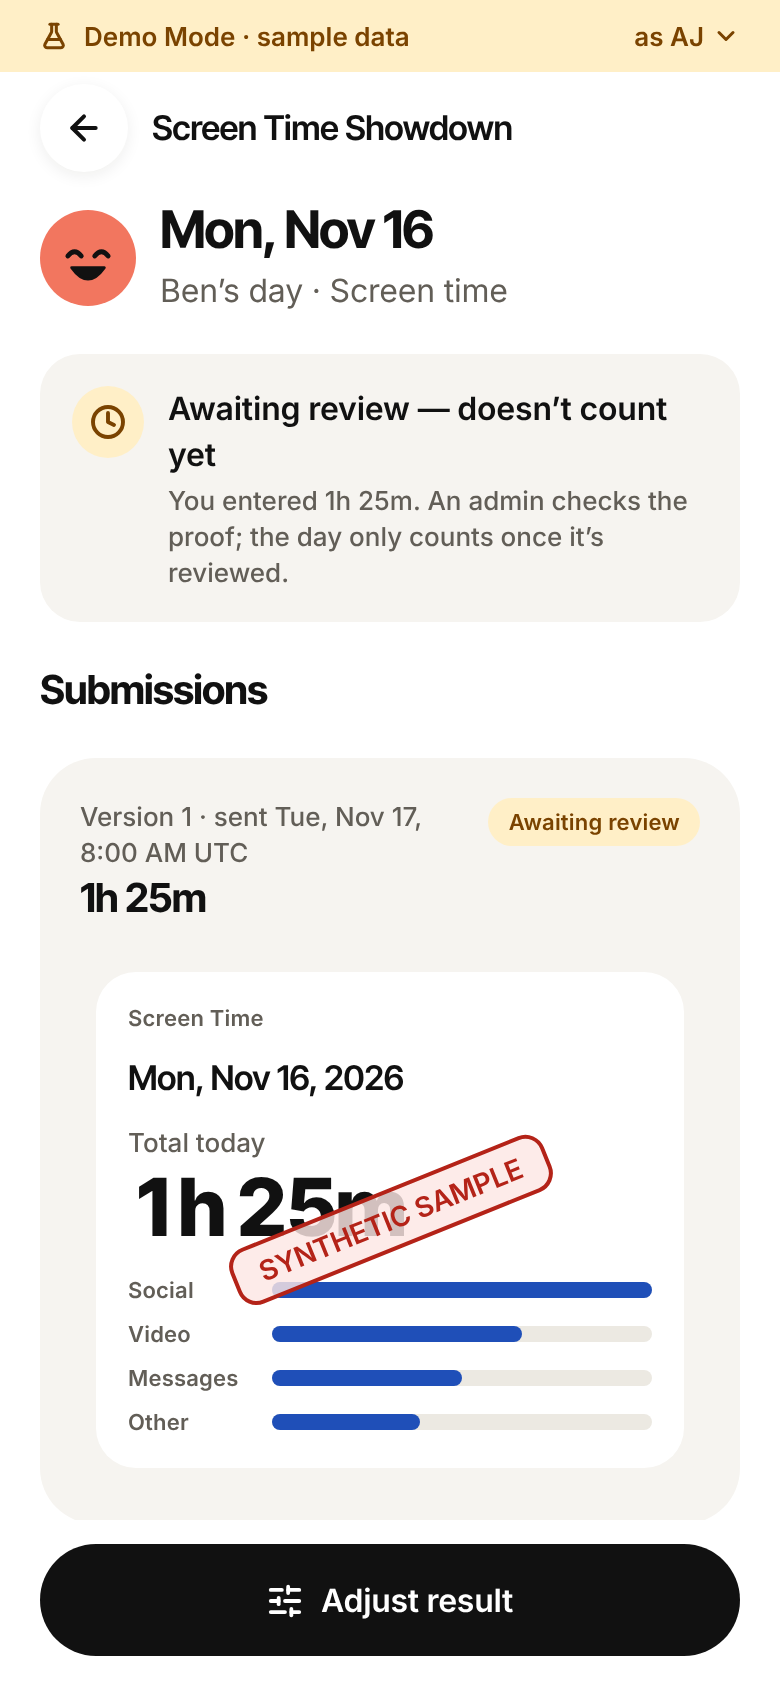 Demo Mode · sample data
as AJ
Screen Time Showdown
Mon, Nov 16
Ben’s day · Screen time
Awaiting review — doesn’t count
yet
You entered 1h 25m. An admin checks the
proof; the day only counts once it’s
reviewed.
Submissions
Version 1 · sent Tue, Nov 17,
8:00 AM UTC
Awaiting review
1h 25m
Screen Time
Mon, Nov 16, 2026
Total today
1h 25m
SYNTHETIC SAMPLE
Social
Video
Messages
Other
Adjust result